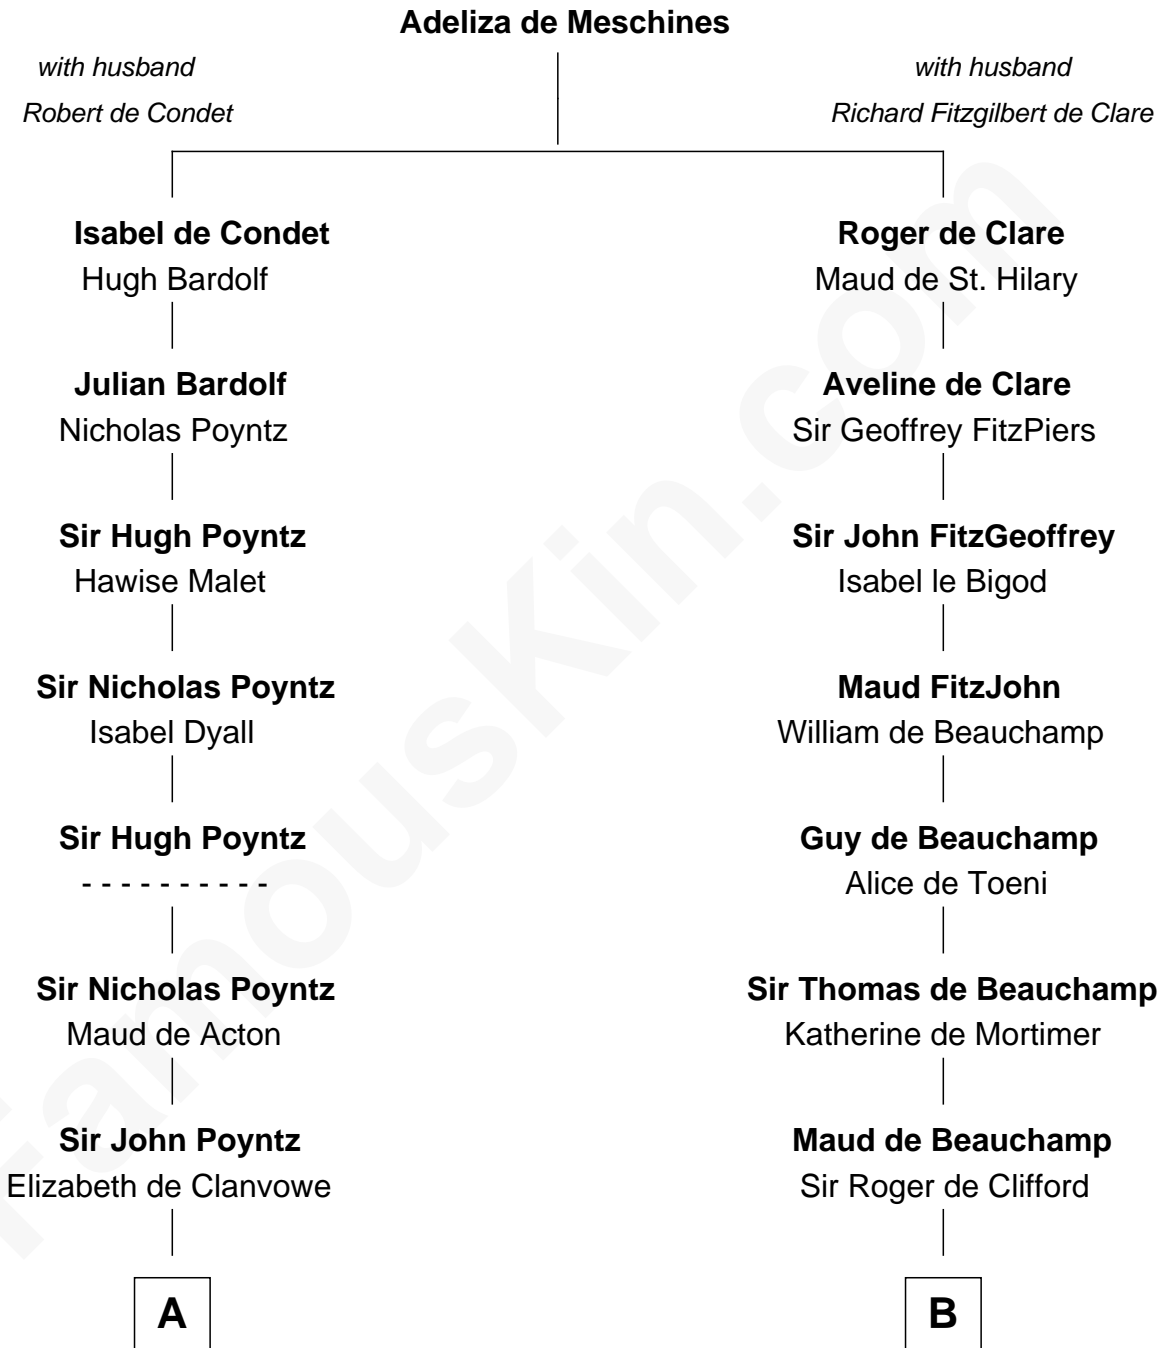 Adeliza de Meschines
with husband
Robert de Condet
with husband
Richard Fitzgilbert de Clare
Isabel de Condet
Hugh Bardolf
Roger de Clare
Maud de St. Hilary
Julian Bardolf
Nicholas Poyntz
Aveline de Clare
Sir Geoffrey FitzPiers
Sir Hugh Poyntz
Hawise Malet
Sir John FitzGeoffrey
Isabel le Bigod
Sir Nicholas Poyntz
Isabel Dyall
Maud FitzJohn
William de Beauchamp
Sir Hugh Poyntz
- - - - - - - - - -
Guy de Beauchamp
Alice de Toeni
Sir Nicholas Poyntz
Maud de Acton
Sir Thomas de Beauchamp
Katherine de Mortimer
Sir John Poyntz
Elizabeth de Clanvowe
Maud de Beauchamp
Sir Roger de Clifford
A
B
FamousKin.com